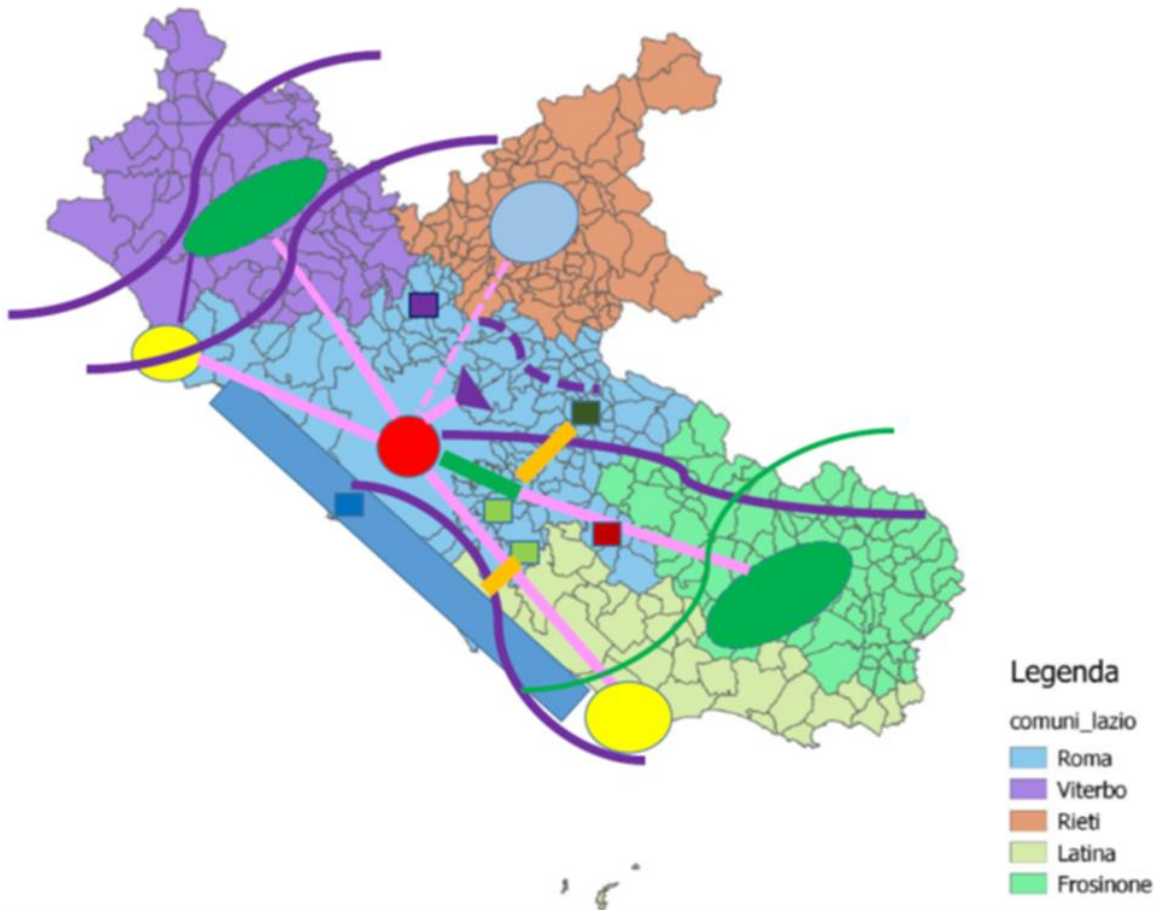 Legenda
comuni_lazio
Roma
Viterbo
Rieti
Latina
Frosinone